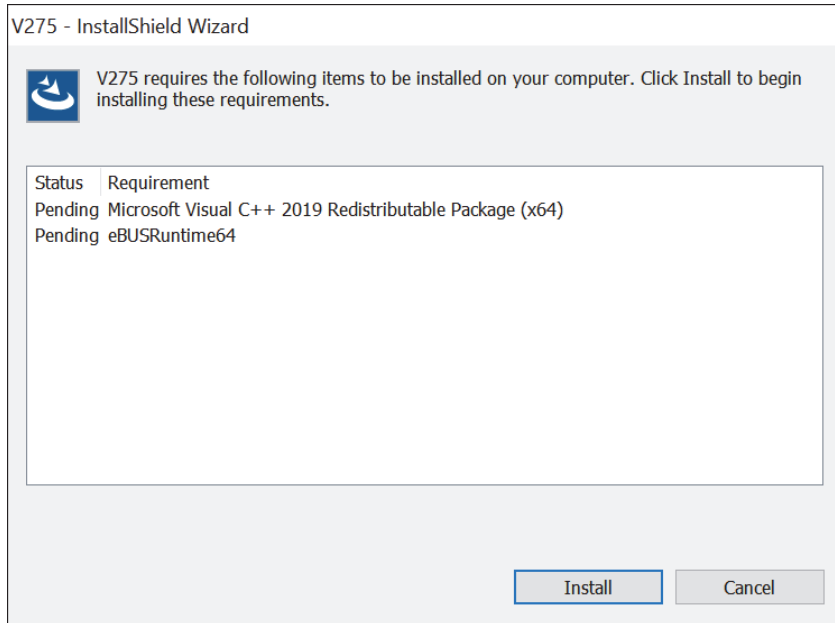 V275 - InstallShield Wizard
V275 requires the following items to be installed on your computer. Click Install to begin
installing these requirements.
Status Requirement
Pending Microsoft Visual C++ 2019 Redistributable Package (x64)
Pending eBUSRuntime64
Install Cancel